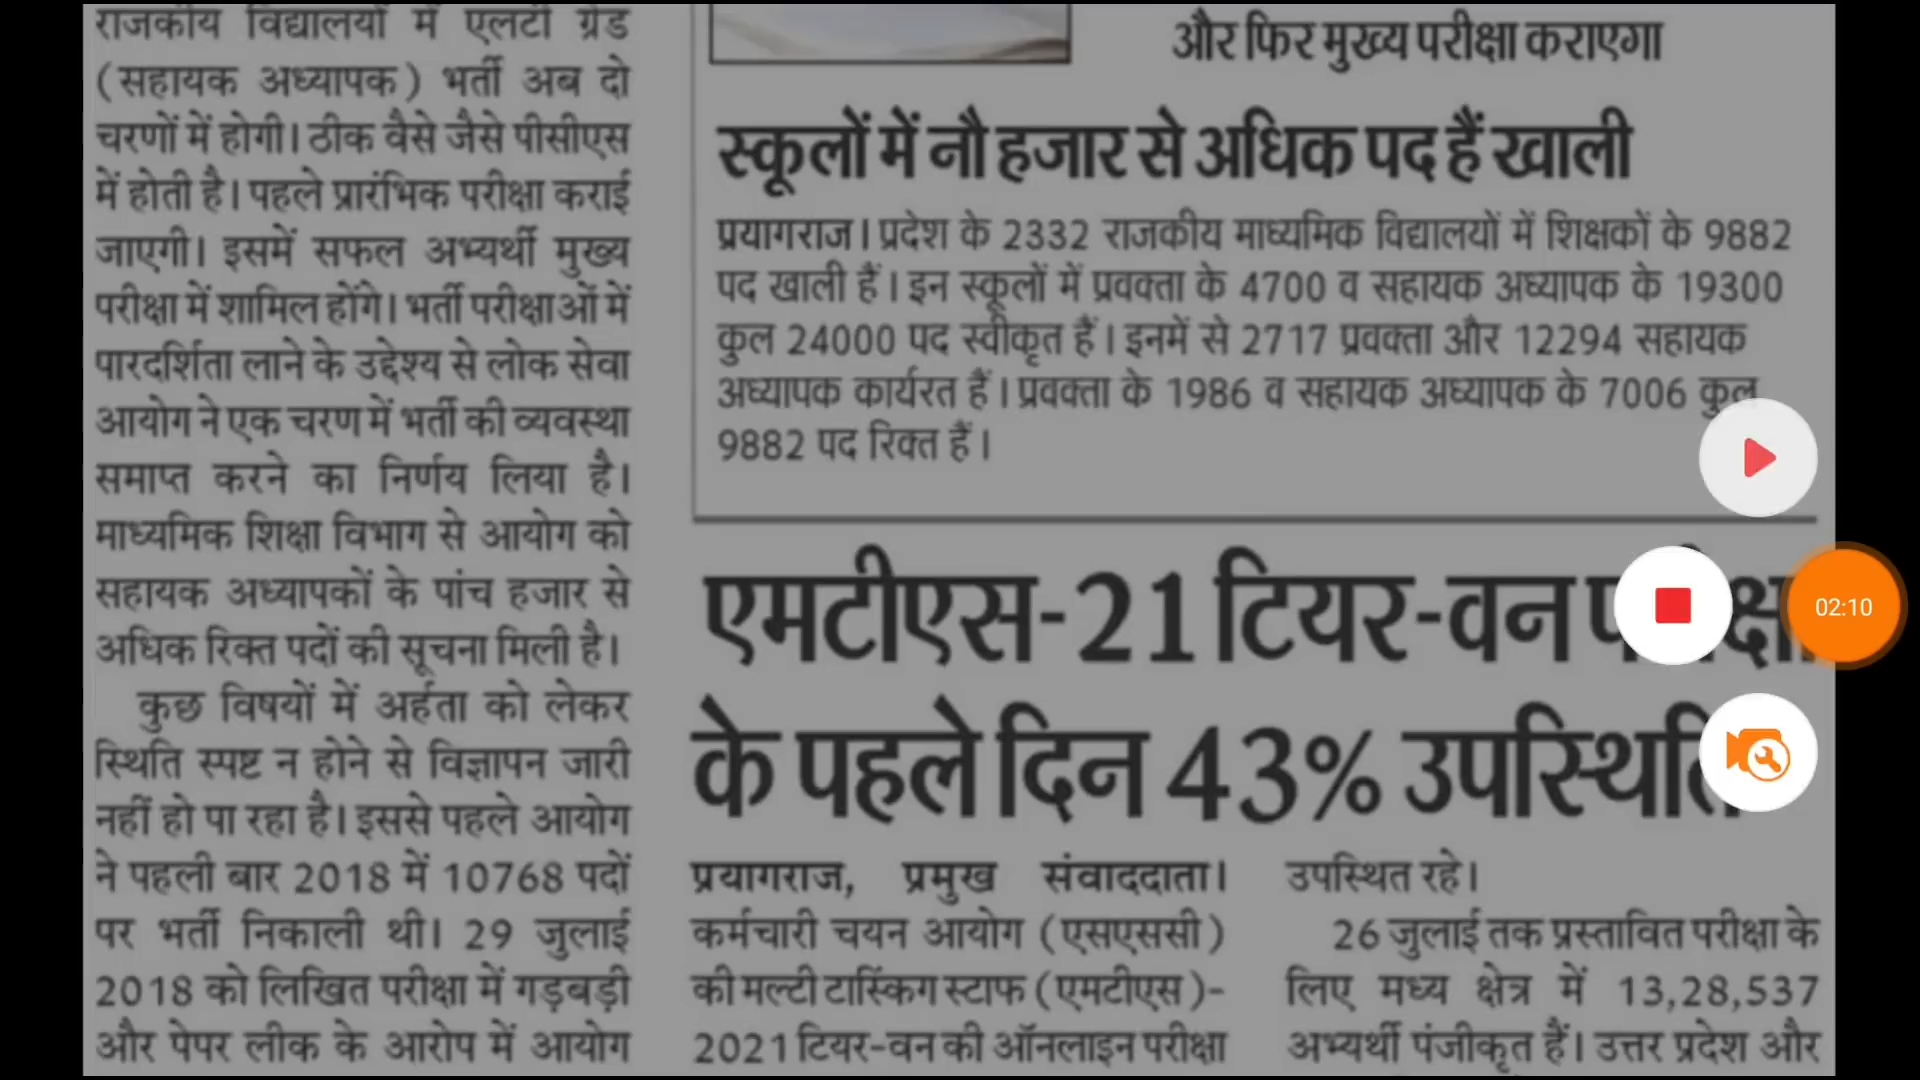 राजकीय विद्यालयों में एलटी ग्रेड
(सहायक अध्यापक) भर्ती अब दो
चरणों में होगी। ठीक वैसे जैसे पीसीएस
में होती है। पहले प्रारंभिक परीक्षा कराई
जाएगी। इसमें सफल अभ्यर्थी मुख्य
परीक्षा में शामिल होंगे। भर्ती परीक्षाओं में
पारदर्शिता लाने के उद्देश्य से लोक सेवा
आयोग ने एक चरण में भर्ती की व्यवस्था
समाप्त करने का निर्णय लिया है।
माध्यमिक शिक्षा विभाग से आयोग को
सहायक अध्यापकों के पांच हजार से
अधिक रिक्त पदों की सूचना मिली है।
कुछ विषयों में अर्हता को लेकर
स्थिति स्पष्ट न होने से विज्ञापन जारी
नहीं हो पा रहा है। इससे पहले आयोग
ने पहली बार 2018 में 10768 पदों
पर भर्ती निकाली थी। 29 जुलाई
2018 को लिखित परीक्षा में गड़बड़ी
और पेपर लीक के आरोप में आयोग
और फिर मुख्य परीक्षा कराएगा
स्कूलों में नौ हजार से अधिक पद हैं खाली
प्रयागराज। प्रदेश के 2332 राजकीय माध्यमिक विद्यालयों में शिक्षकों के 9882
पद खाली हैं। इन स्कूलों में प्रवक्ता के 4700 व सहायक अध्यापक के 19300
कुल 24000 पद स्वीकृत हैं। इनमें से 2717 प्रवक्ता और 12294 सहायक
अध्यापक कार्यरत हैं। प्रवक्ता के 1986 व सहायक अध्यापक के 7006 कुल
9882 पद रिक्त हैं।
एमटीएस-21 टियर-वन
के पहले दिन 43% उपस्थिति
प्रयागराज, प्रमुख संवाददाता।
कर्मचारी चयन आयोग (एसएससी)
की मल्टी टास्किंग स्टाफ (एमटीएस)-
2021 टियर-वन की ऑनलाइन परीक्षा
उपस्थित रहे।
26 जुलाई तक प्रस्तावित परीक्षा के
लिए मध्य क्षेत्र में 13,28,537
अभ्यर्थी पंजीकृत हैं। उत्तर प्रदेश और
02:10